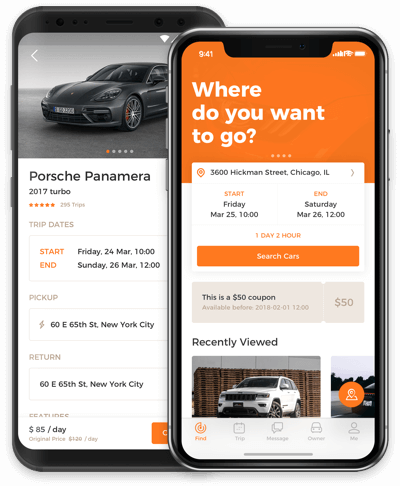 Porsche Panamera
2017 turbo
295 Trips
TRIP DATES
START Friday, 24 Mar, 10:00
END Sunday, 26 Mar, 12:00
PICKUP
60 E 65th St, New York City
RETURN
60 E 65th St, New York City
FEATURES
$ 85 / day
Original Price $120 / day
9:41
Where
do you want
to go?
3600 Hickman Street, Chicago, IL
START END
Friday Saturday
Mar 25, 10:00 Mar 26, 12:00
1 DAY 2 HOUR
Search Cars
This is a $50 coupon
Available before: 2018-02-01 12:00
$50
Recently Viewed
Find Trip Message Owner Me